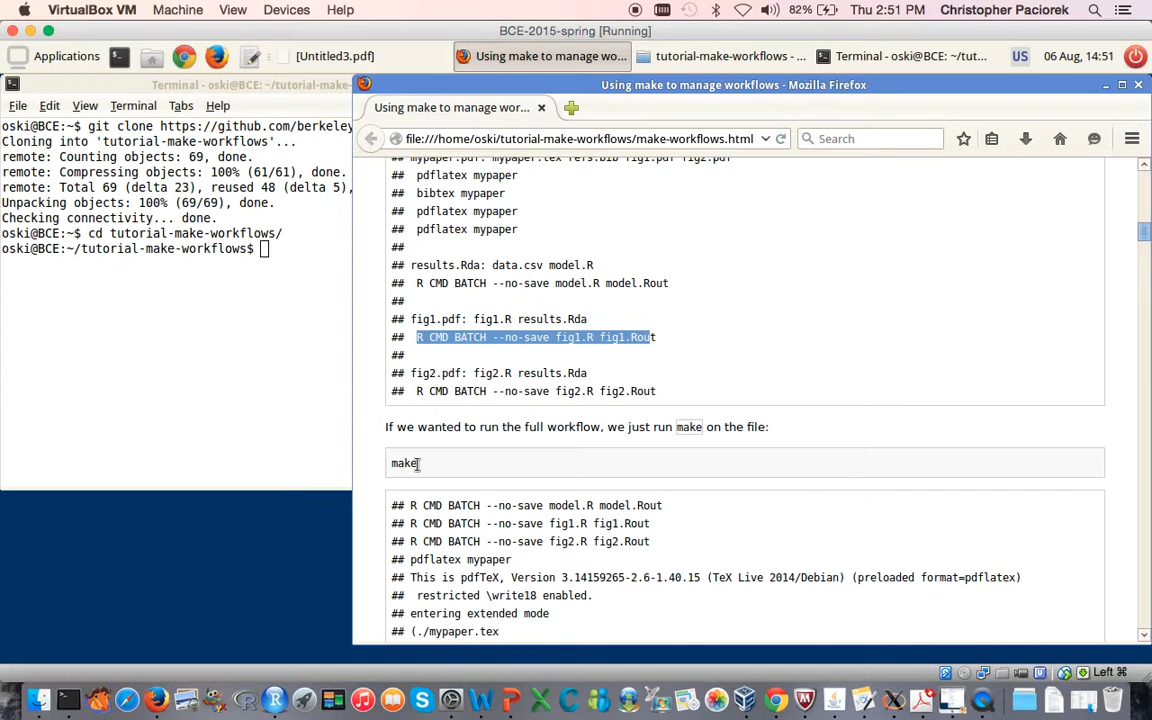 VirtualBox VM Machine View Devices Help 82% Thu 2:51 PM Christopher Paciorek
BCE-2015-spring [Running]
Applications [Untitled3.pdf] Using make to manage wo... tutorial-make-workflows - ... Terminal - oski@BCE: ~/tut... US 06 Aug, 14:51
Terminal - oski@BCE: ~/tutorial-make-
File Edit View Terminal Tabs Help
oski@BCE:~$ git clone https://github.com/berkeley
Cloning into 'tutorial-make-workflows'...
remote: Counting objects: 69, done.
remote: Compressing objects: 100% (61/61), done.
remote: Total 69 (delta 23), reused 48 (delta 5),
Unpacking objects: 100% (69/69), done.
Checking connectivity... done.
oski@BCE:~$ cd tutorial-make-workflows/
oski@BCE:~/tutorial-make-workflows$
Using make to manage workflows - Mozilla Firefox
Using make to manage wor...
file:///home/oski/tutorial-make-workflows/make-workflows.html Search
## mypaper.pdf: mypaper.tex refs.bib fig1.pdf fig2.pdf
## pdflatex mypaper
## bibtex mypaper
## pdflatex mypaper
## pdflatex mypaper
##
## results.Rda: data.csv model.R
## R CMD BATCH --no-save model.R model.Rout
##
## fig1.pdf: fig1.R results.Rda
## R CMD BATCH --no-save fig1.R fig1.Rout
##
## fig2.pdf: fig2.R results.Rda
## R CMD BATCH --no-save fig2.R fig2.Rout
If we wanted to run the full workflow, we just run make on the file:
make
## R CMD BATCH --no-save model.R model.Rout
## R CMD BATCH --no-save fig1.R fig1.Rout
## R CMD BATCH --no-save fig2.R fig2.Rout
## pdflatex mypaper
## This is pdfTeX, Version 3.14159265-2.6-1.40.15 (TeX Live 2014/Debian) (preloaded format=pdflatex)
## restricted \write18 enabled.
## entering extended mode
## (./mypaper.tex
Left ⌘